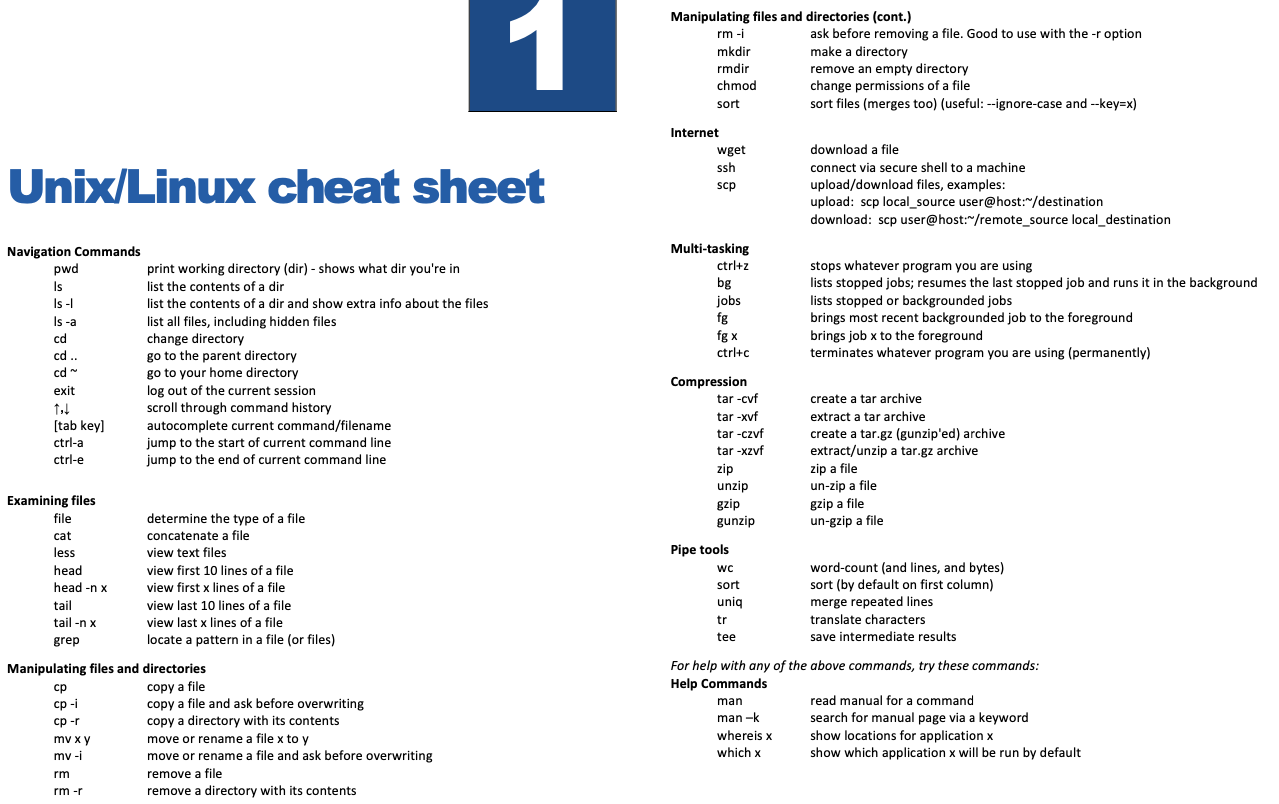 1
Unix/Linux cheat sheet
Navigation Commands
pwd print working directory (dir) - shows what dir you're in
ls list the contents of a dir
ls -l list the contents of a dir and show extra info about the files
ls -a list all files, including hidden files
cd change directory
cd .. go to the parent directory
cd ~ go to your home directory
exit log out of the current session
↑,↓ scroll through command history
[tab key] autocomplete current command/filename
ctrl-a jump to the start of current command line
ctrl-e jump to the end of current command line
Examining files
file determine the type of a file
cat concatenate a file
less view text files
head view first 10 lines of a file
head -n x view first x lines of a file
tail view last 10 lines of a file
tail -n x view last x lines of a file
grep locate a pattern in a file (or files)
Manipulating files and directories
cp copy a file
cp -i copy a file and ask before overwriting
cp -r copy a directory with its contents
mv x y move or rename a file x to y
mv -i move or rename a file and ask before overwriting
rm remove a file
rm -r remove a directory with its contents
Manipulating files and directories (cont.)
rm -i ask before removing a file. Good to use with the -r option
mkdir make a directory
rmdir remove an empty directory
chmod change permissions of a file
sort sort files (merges too) (useful: --ignore-case and --key=x)
Internet
wget download a file
ssh connect via secure shell to a machine
scp upload/download files, examples:
upload: scp local_source user@host:~/destination
download: scp user@host:~/remote_source local_destination
Multi-tasking
ctrl+z stops whatever program you are using
bg lists stopped jobs; resumes the last stopped job and runs it in the background
jobs lists stopped or backgrounded jobs
fg brings most recent backgrounded job to the foreground
fg x brings job x to the foreground
ctrl+c terminates whatever program you are using (permanently)
Compression
tar -cvf create a tar archive
tar -xvf extract a tar archive
tar -czvf create a tar.gz (gunzip'ed) archive
tar -xzvf extract/unzip a tar.gz archive
zip zip a file
unzip un-zip a file
gzip gzip a file
gunzip un-gzip a file
Pipe tools
wc word-count (and lines, and bytes)
sort sort (by default on first column)
uniq merge repeated lines
tr translate characters
tee save intermediate results
For help with any of the above commands, try these commands:
Help Commands
man read manual for a command
man –k search for manual page via a keyword
whereis x show locations for application x
which x show which application x will be run by default